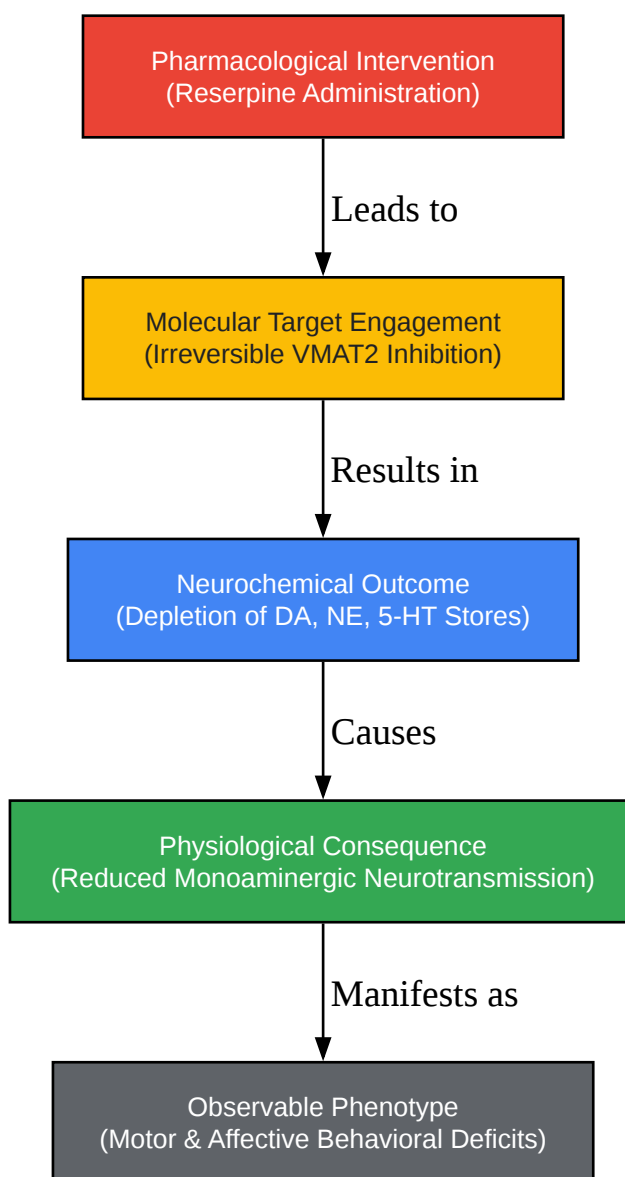 Pharmacological Intervention
(Reserpine Administration)
Leads to
Molecular Target Engagement
(Irreversible VMAT2 Inhibition)
Results in
Neurochemical Outcome
(Depletion of DA, NE, 5-HT Stores)
Causes
Physiological Consequence
(Reduced Monoaminergic Neurotransmission)
Manifests as
Observable Phenotype
(Motor & Affective Behavioral Deficits)